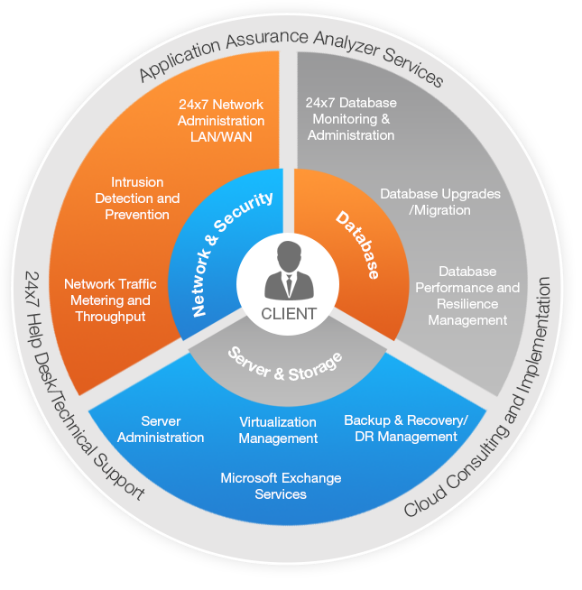 Application Assurance Analyzer Services
24x7 Network
Administration
LAN/WAN
Intrusion
Detection and
Prevention
Network Traffic
Metering and
Throughput
24x7 Database
Monitoring &
Administration
Database Upgrades
/Migration
Database
Performance and
Resilience
Management
Network & Security
Database
CLIENT
Server & Storage
Server
Administration
Virtualization
Management
Backup & Recovery/
DR Management
Microsoft Exchange
Services
24x7 Help Desk/Technical Support
Cloud Consulting and Implementation